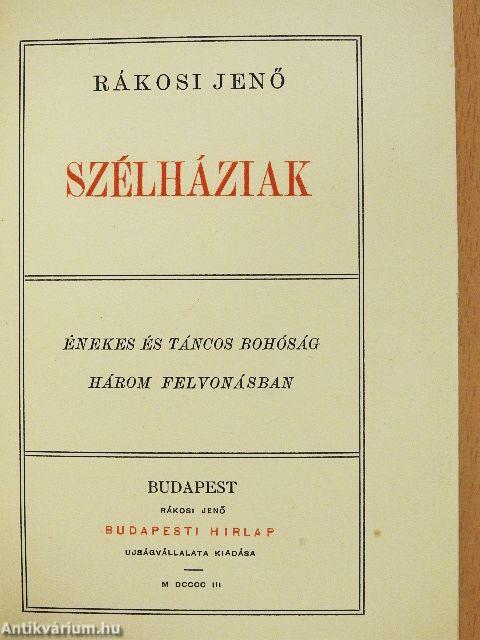 RÁKOSI JENŐ
SZÉLHÁZIAK
ÉNEKES ÉS TÁNCOS BOHÓSÁG
HÁROM FELVONÁSBAN
BUDAPEST
RÁKOSI JENŐ
BUDAPESTI HIRLAP
UJSÁGVÁLLALATA KIADÁSA
M DCCCC III
Antikvárium.hu